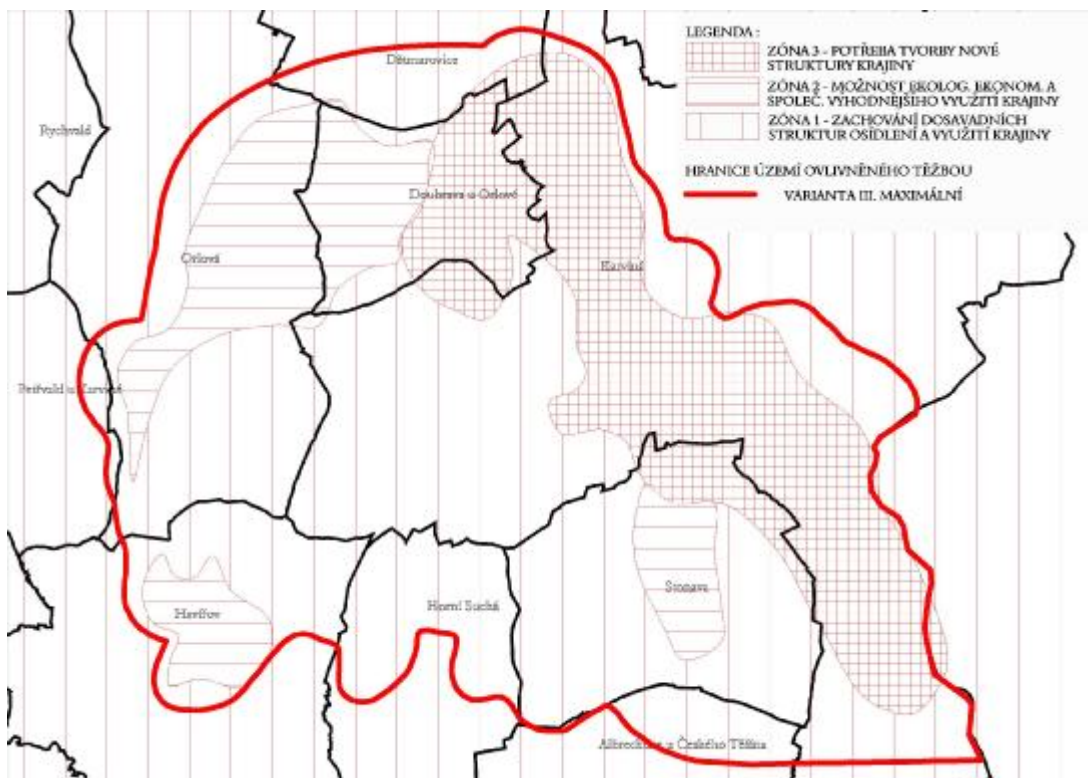 LEGENDA :
ZÓNA 3 - POTŘEBA TVORBY NOVÉ
STRUKTURY KRAJINY
ZÓNA 2 - MOŽNOST EKOLOG. EKONOM. A
SPOLEČ. VÝHODNĚJŠÍHO VYUŽITÍ KRAJINY
ZÓNA 1 - ZACHOVÁNÍ DOSAVADNÍCH
STRUKTUR OSÍDLENÍ A VYUŽITÍ KRAJINY
HRANICE ÚZEMÍ OVLIVNĚNÉHO TĚŽBOU
VARIANTA III. MAXIMÁLNÍ
Dětmarovice
Rychvald
Doubrava u Orlové
Orlová
Karviná
Petřvald u Karviné
Stonava
Havířov
Horní Suchá
Albrechtice u Českého Těšína